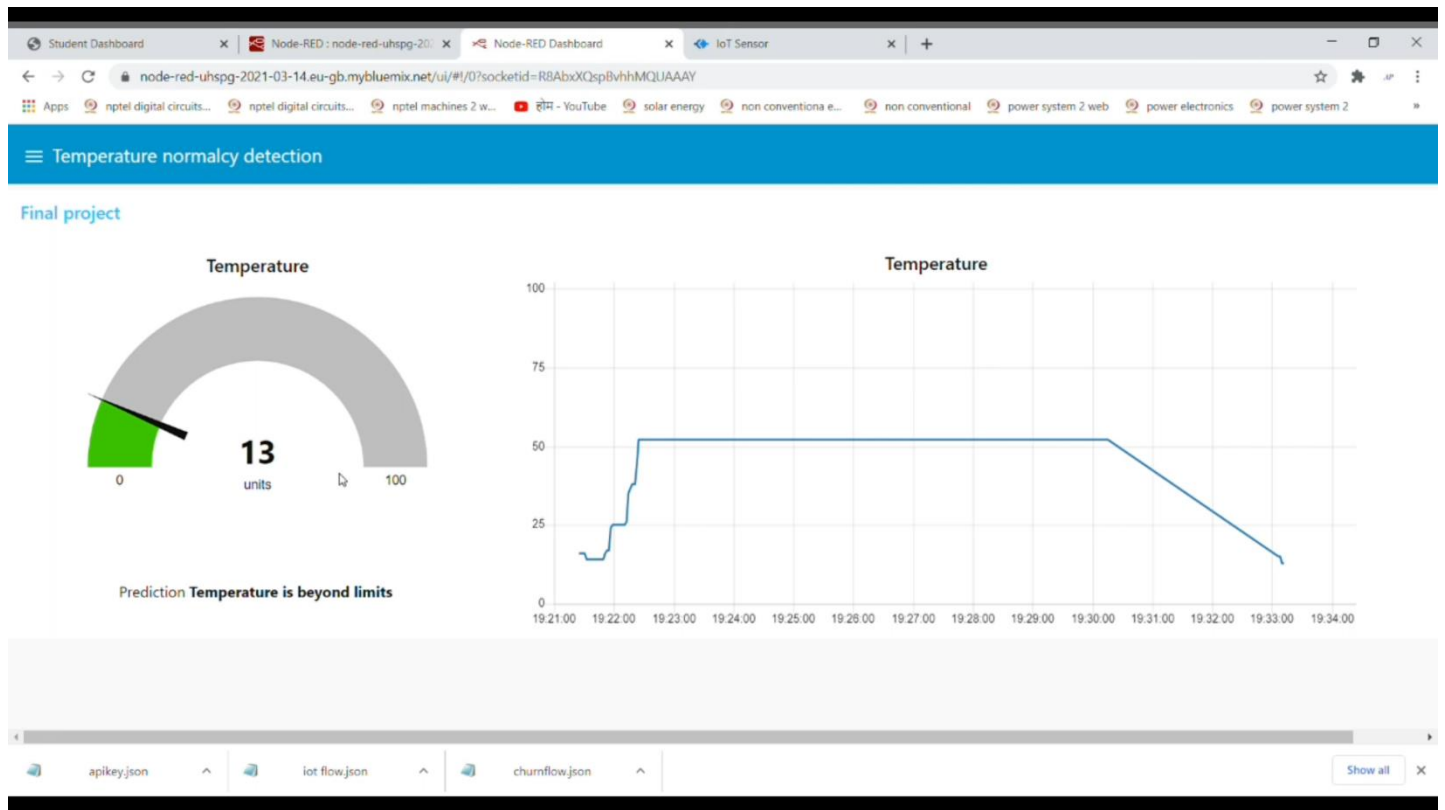 Student Dashboard
Node-RED : node-red-uhspg-202
Node-RED Dashboard
IoT Sensor
node-red-uhspg-2021-03-14.eu-gb.mybluemix.net/ui/#!/0?socketid=R8AbxXQspBvhhMQUAAAY
Apps nptel digital circuits... nptel digital circuits... nptel machines 2 w... होम - YouTube solar energy non conventiona e... non conventional power system 2 web power electronics power system 2
Temperature normalcy detection
Final project
Temperature
13
units
0
100
Prediction Temperature is beyond limits
Temperature
100
75
50
25
0
19:21:00 19:22:00 19:23:00 19:24:00 19:25:00 19:26:00 19:27:00 19:28:00 19:29:00 19:30:00 19:31:00 19:32:00 19:33:00 19:34:00
apikey.json
iot flow.json
churnflow.json
Show all